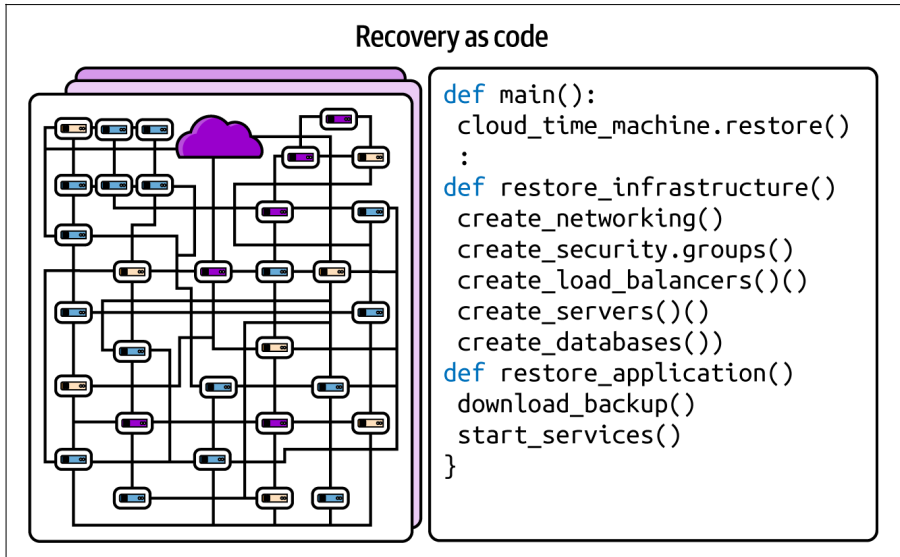 Recovery as code
def main():
cloud_time_machine.restore()
:
def restore_infrastructure()
create_networking()
create_security.groups()
create_load_balancers()()
create_servers()()
create_databases())
def restore_application()
download_backup()
start_services()
}